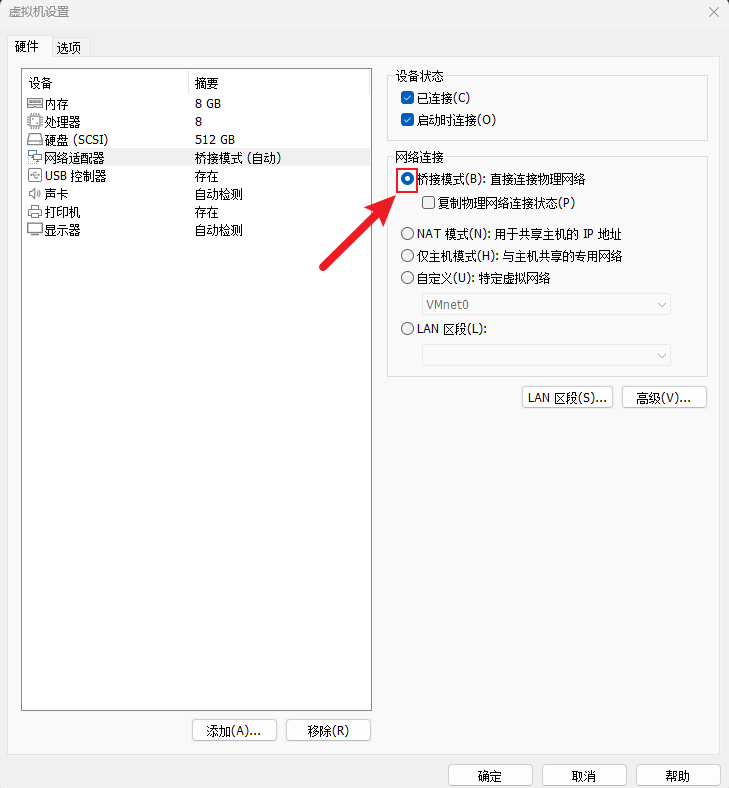 虚拟机设置
硬件 选项
设备 摘要
内存 8 GB
处理器 8
硬盘 (SCSI) 512 GB
网络适配器 桥接模式 (自动)
USB 控制器 存在
声卡 自动检测
打印机 存在
显示器 自动检测
添加(A)... 移除(R)
设备状态
已连接(C)
启动时连接(O)
网络连接
桥接模式(B): 直接连接物理网络
复制物理网络连接状态(P)
NAT 模式(N): 用于共享主机的 IP 地址
仅主机模式(H): 与主机共享的专用网络
自定义(U): 特定虚拟网络
VMnet0
LAN 区段(L):
LAN 区段(S)... 高级(V)...
确定 取消 帮助